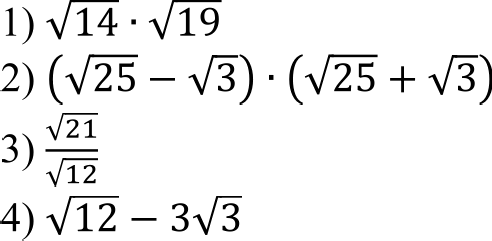 1) √14 · √19
2) (√25 − √3) · (√25 + √3)
3) √21/√12
4) √12 − 3√3